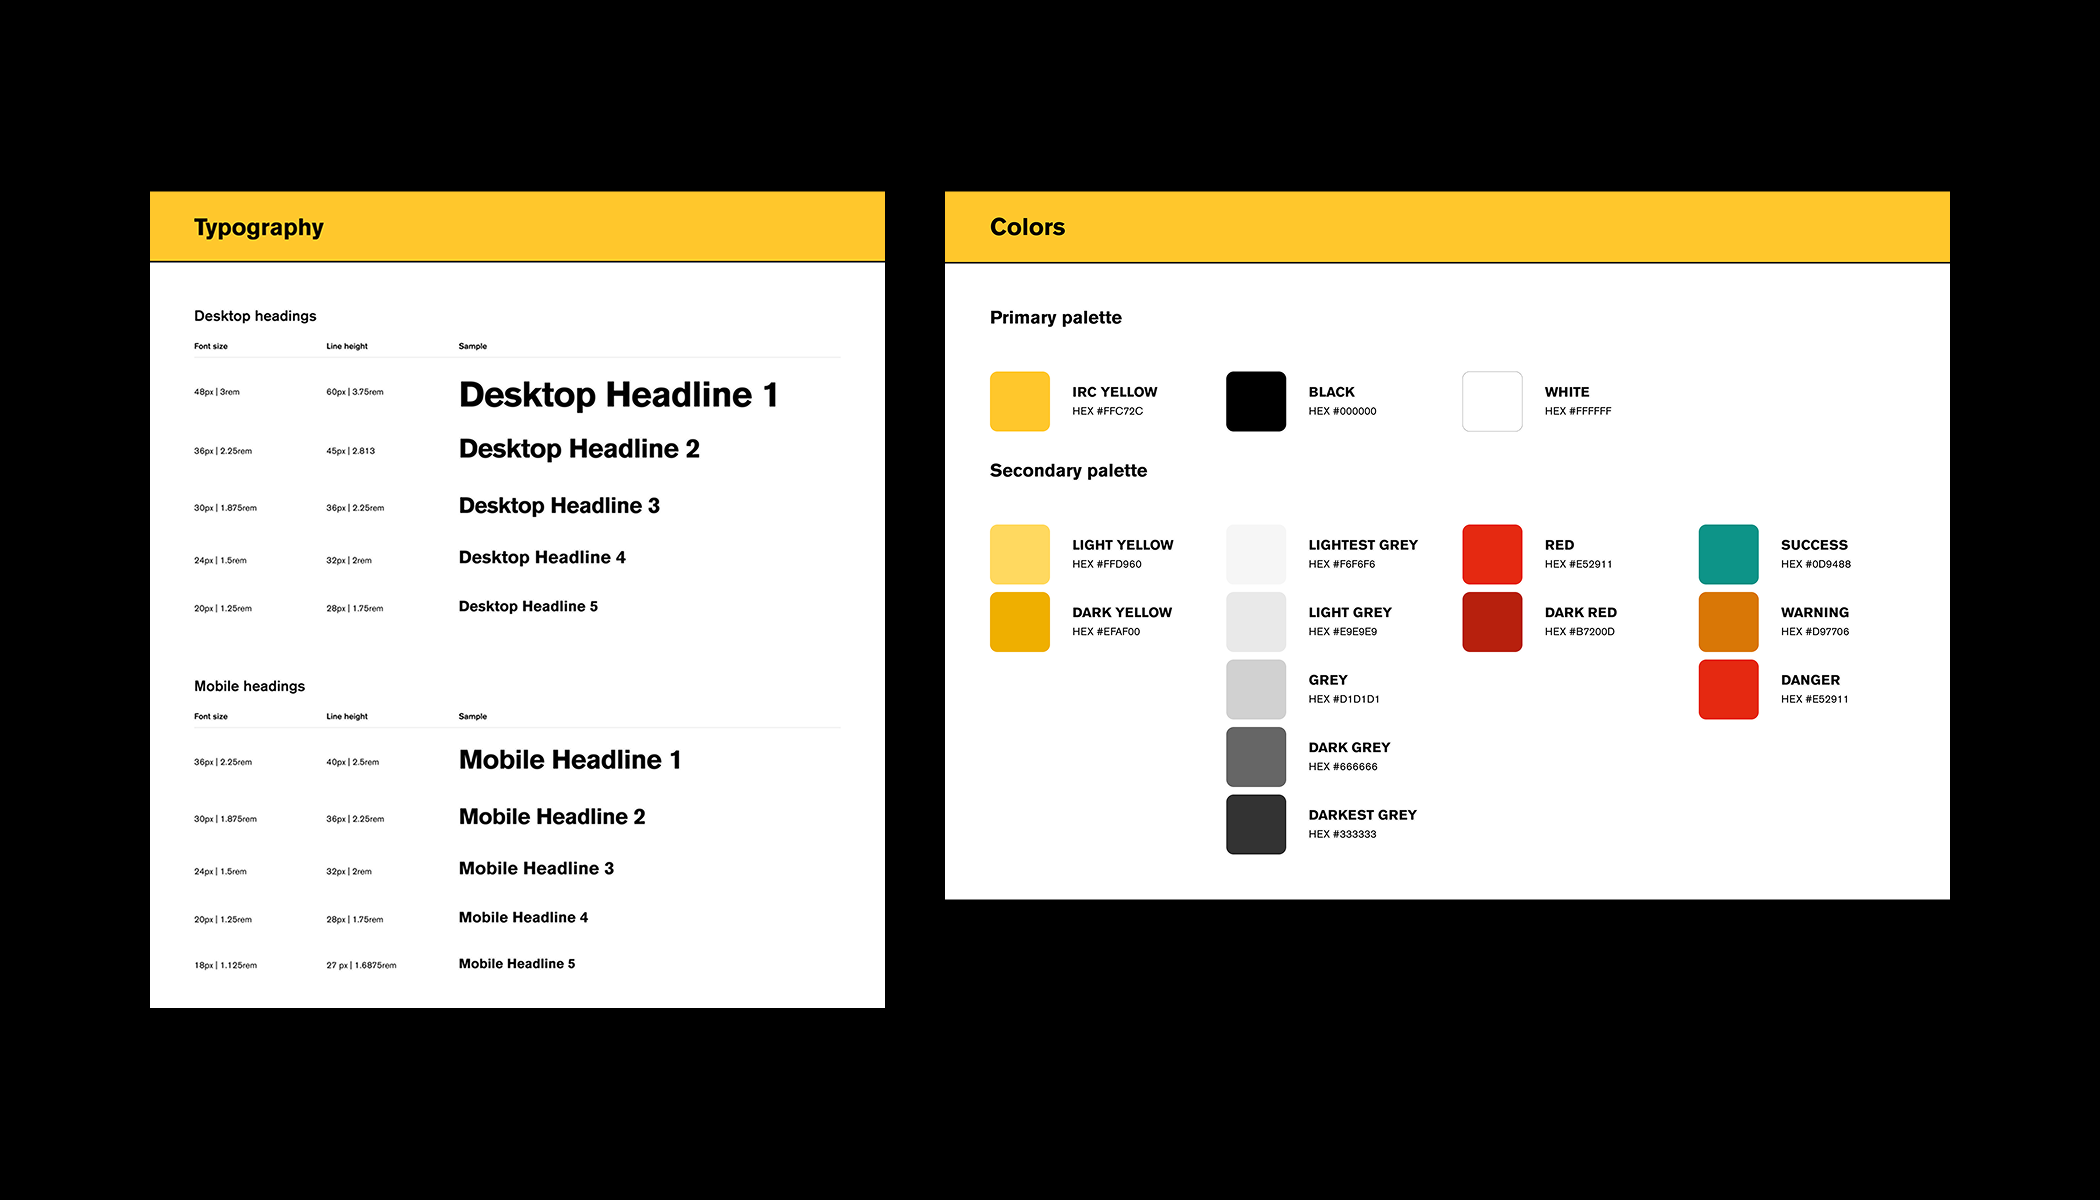 Typography
Desktop headings
Font size Line height Sample
48px | 3rem 60px | 3.75rem Desktop Headline 1
36px | 2.25rem 45px | 2.813 Desktop Headline 2
30px | 1.875rem 36px | 2.25rem Desktop Headline 3
24px | 1.5rem 32px | 2rem Desktop Headline 4
20px | 1.25rem 28px | 1.75rem Desktop Headline 5
Mobile headings
Font size Line height Sample
36px | 2.25rem 40px | 2.5rem Mobile Headline 1
30px | 1.875rem 36px | 2.25rem Mobile Headline 2
24px | 1.5rem 32px | 2rem Mobile Headline 3
20px | 1.25rem 28px | 1.75rem Mobile Headline 4
18px | 1.125rem 27 px | 1.6875rem Mobile Headline 5
Colors
Primary palette
IRC YELLOW
HEX #FFC72C
BLACK
HEX #000000
WHITE
HEX #FFFFFF
Secondary palette
LIGHT YELLOW
HEX #FFD960
DARK YELLOW
HEX #EFAF00
LIGHTEST GREY
HEX #F6F6F6
LIGHT GREY
HEX #E9E9E9
GREY
HEX #D1D1D1
DARK GREY
HEX #666666
DARKEST GREY
HEX #333333
RED
HEX #E52911
DARK RED
HEX #B7200D
SUCCESS
HEX #0D9488
WARNING
HEX #D97706
DANGER
HEX #E52911